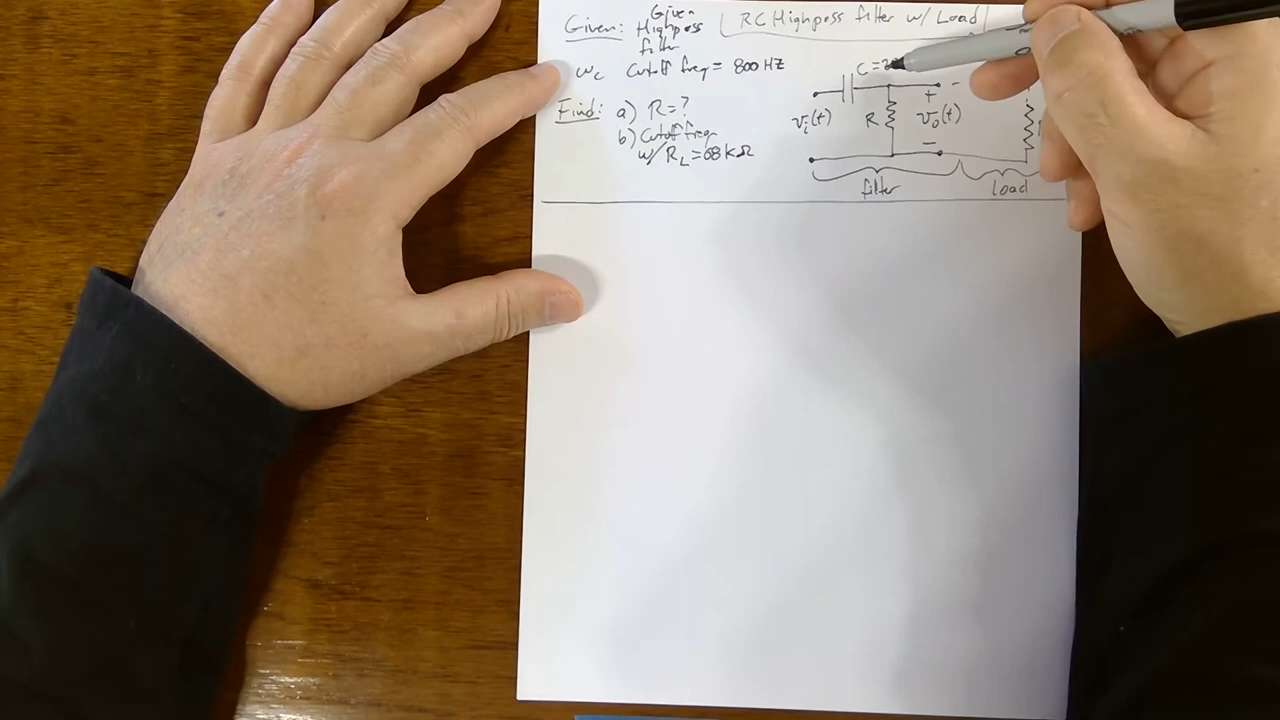 RC Highpass filter w/ Load
Given: Given
Highpass
filter
ωc Cutoff freq = 800 HZ
Find: a) R = ?
b) Cutoff freq
w/ RL = 68 kΩ
C = 2
vi(t)
R
+
vo(t)
−
filter
Load